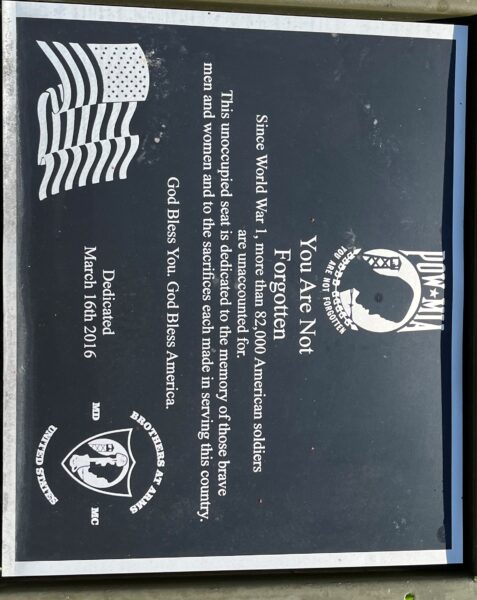 POW★MIA
YOU ARE NOT FORGOTTEN
You Are Not
Forgotten
Since World War 1, more than 82,000 American soldiers
are unaccounted for.
This unoccupied seat is dedicated to the memory of those brave
men and women and to the sacrifices each made in serving this country.
God Bless You. God Bless America.
Dedicated
March 16th 2016
BROTHERS AT ARMS
MD
MC
UNITED STATES